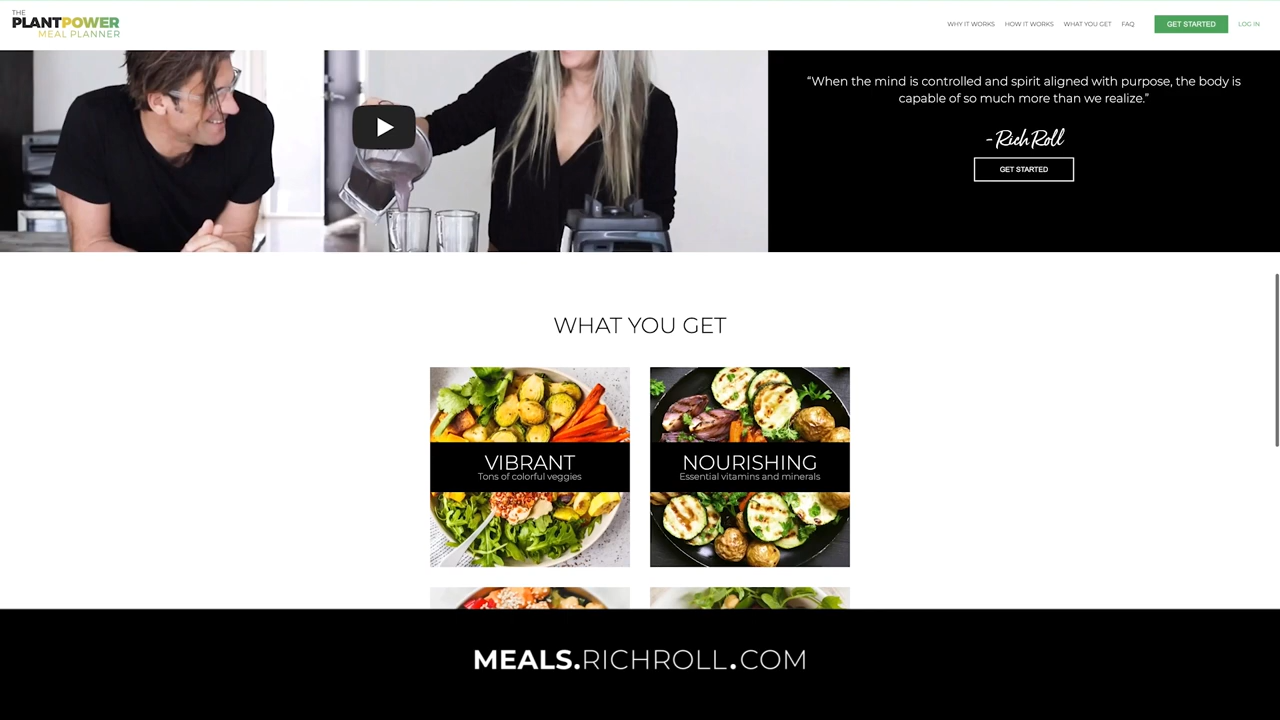 THE
PLANTPOWER
MEAL PLANNER
WHY IT WORKS HOW IT WORKS WHAT YOU GET FAQ GET STARTED LOG IN
“When the mind is controlled and spirit aligned with purpose, the body is
capable of so much more than we realize.”
- Rich Roll
GET STARTED
WHAT YOU GET
VIBRANT
Tons of colorful veggies
NOURISHING
Essential vitamins and minerals
MEALS.RICHROLL.COM